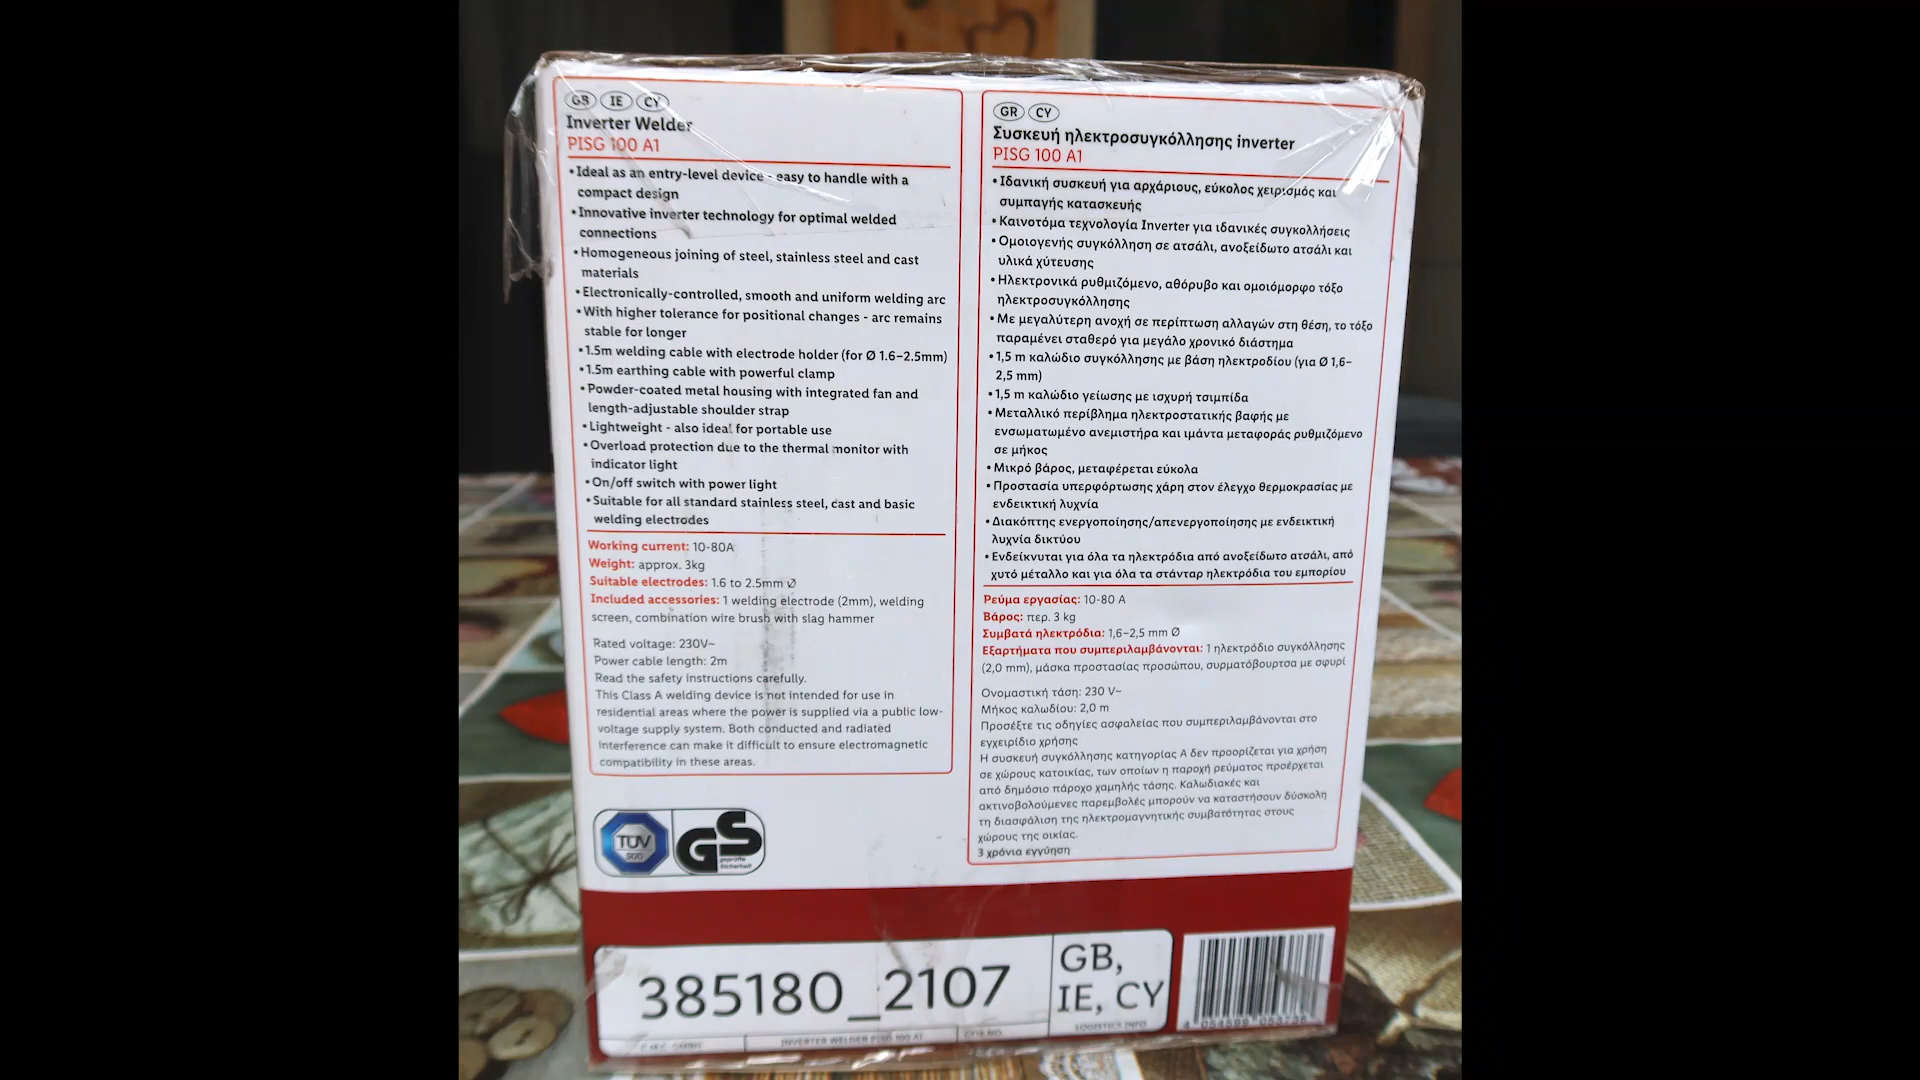 GB IE CY
Inverter Welder
PISG 100 A1
• Ideal as an entry-level device - easy to handle with a
compact design
• Innovative inverter technology for optimal welded
connections
• Homogeneous joining of steel, stainless steel and cast
materials
• Electronically-controlled, smooth and uniform welding arc
• With higher tolerance for positional changes - arc remains
stable for longer
• 1.5m welding cable with electrode holder (for Ø 1.6–2.5mm)
• 1.5m earthing cable with powerful clamp
• Powder-coated metal housing with integrated fan and
length-adjustable shoulder strap
• Lightweight - also ideal for portable use
• Overload protection due to the thermal monitor with
indicator light
• On/off switch with power light
• Suitable for all standard stainless steel, cast and basic
welding electrodes
Working current: 10-80A
Weight: approx. 3kg
Suitable electrodes: 1.6 to 2.5mm Ø
Included accessories: 1 welding electrode (2mm), welding
screen, combination wire brush with slag hammer
Rated voltage: 230V~
Power cable length: 2m
Read the safety instructions carefully.
This Class A welding device is not intended for use in
residential areas where the power is supplied via a public low-
voltage supply system. Both conducted and radiated
interference can make it difficult to ensure electromagnetic
compatibility in these areas.
GR CY
Συσκευή ηλεκτροσυγκόλλησης inverter
PISG 100 A1
• Ιδανική συσκευή για αρχάριους, εύκολος χειρισμός και
συμπαγής κατασκευής
• Καινοτόμα τεχνολογία Inverter για ιδανικές συγκολλήσεις
• Ομοιογενής συγκόλληση σε ατσάλι, ανοξείδωτο ατσάλι και
υλικά χύτευσης
• Ηλεκτρονικά ρυθμιζόμενο, αθόρυβο και ομοιόμορφο τόξο
ηλεκτροσυγκόλλησης
• Με μεγαλύτερη ανοχή σε περίπτωση αλλαγών στη θέση, το τόξο
παραμένει σταθερό για μεγάλο χρονικό διάστημα
• 1,5 m καλώδιο συγκόλλησης με βάση ηλεκτροδίου (για Ø 1,6–
2,5 mm)
• 1,5 m καλώδιο γείωσης με ισχυρή τσιμπίδα
• Μεταλλικό περίβλημα ηλεκτροστατικής βαφής με
ενσωματωμένο ανεμιστήρα και ιμάντα μεταφοράς ρυθμιζόμενο
σε μήκος
• Μικρό βάρος, μεταφέρεται εύκολα
• Προστασία υπερφόρτωσης χάρη στον έλεγχο θερμοκρασίας με
ενδεικτική λυχνία
• Διακόπτης ενεργοποίησης/απενεργοποίησης με ενδεικτική
λυχνία δικτύου
• Ενδείκνυται για όλα τα ηλεκτρόδια από ανοξείδωτο ατσάλι, από
χυτό μέταλλο και για όλα τα στάνταρ ηλεκτρόδια του εμπορίου
Ρεύμα εργασίας: 10-80 A
Βάρος: περ. 3 kg
Συμβατά ηλεκτρόδια: 1,6–2,5 mm Ø
Εξαρτήματα που συμπεριλαμβάνονται: 1 ηλεκτρόδιο συγκόλλησης
(2,0 mm), μάσκα προστασίας προσώπου, συρματόβουρτσα με σφυρί
Ονομαστική τάση: 230 V~
Μήκος καλωδίου: 2,0 m
Προσέξτε τις οδηγίες ασφαλείας που συμπεριλαμβάνονται στο
εγχειρίδιο χρήσης
Η συσκευή συγκόλλησης κατηγορίας Α δεν προορίζεται για χρήση
σε χώρους κατοικίας, των οποίων η παροχή ρεύματος προέρχεται
από δημόσιο πάροχο χαμηλής τάσης. Καλωδιακές και
ακτινοβολούμενες παρεμβολές μπορούν να καταστήσουν δύσκολη
τη διασφάλιση της ηλεκτρομαγνητικής συμβατότητας στους
χώρους της οικίας.
3 χρόνια εγγύηση
TÜV
SÜD
GS
geprüfte
Sicherheit
385180_2107
GB,
IE, CY
LOGISTICS INFO
INVERTER WELDER PISG 100 A1